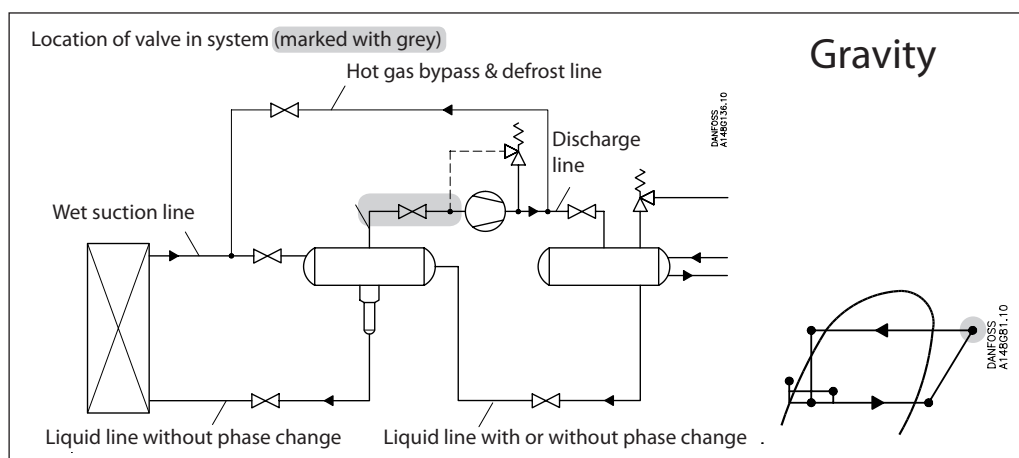 Location of valve in system (marked with grey)
Gravity
Hot gas bypass & defrost line
DANFOSS
A148G136.10
Discharge
line
Wet suction line
DANFOSS
A148G81.10
Liquid line without phase change
Liquid line with or without phase change .